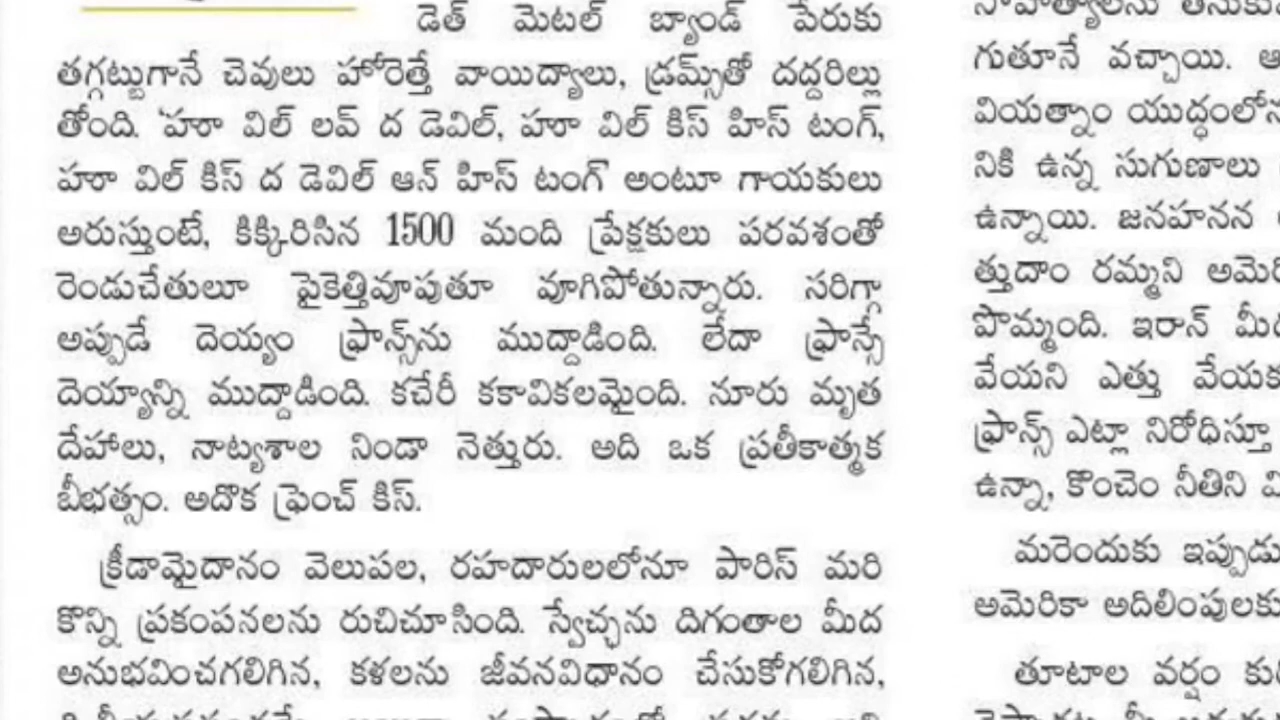 డెత్ మెటల్ బ్యాండ్ పేరుకు
తగ్గట్టుగానే చెవులు హోరెత్తే వాయిద్యాలు, డ్రమ్స్‌తో దద్దరిల్లు
తోంది. 'హూ విల్ లవ్ ద డెవిల్, హూ విల్ కిస్ హిస్ టంగ్,
హూ విల్ కిస్ ద డెవిల్ ఆన్ హిస్ టంగ్' అంటూ గాయకులు
అరుస్తుంటే, కిక్కిరిసిన 1500 మంది ప్రేక్షకులు పరవశంతో
రెండుచేతులూ పైకెత్తివూపుతూ వూగిపోతున్నారు. సరిగ్గా
అప్పుడే దెయ్యం ఫ్రాన్స్‌ను ముద్దాడింది. లేదా ఫ్రాన్సే
దెయ్యాన్ని ముద్దాడింది. కచేరీ కకావికలమైంది. నూరు మృత
దేహాలు, నాట్యశాల నిండా నెత్తురు. అది ఒక ప్రతీకాత్మక
బీభత్సం. అదొక ఫ్రెంచ్ కిస్.
క్రీడామైదానం వెలుపల, రహదారులలోనూ పారిస్ మరి
కొన్ని ప్రకంపనలను రుచిచూసింది. స్వేచ్ఛను దిగంతాల మీద
అనుభవించగలిగిన, కళలను జీవనవిధానం చేసుకోగలిగిన,
గుతూనే వచ్చాయి. ఆ
వియత్నాం యుద్ధంలోను
నికి ఉన్న సుగుణాలు
ఉన్నాయి. జనహనన
త్తుదాం రమ్మని అమెరి
పొమ్మంది. ఇరాన్ మీద
వేయని ఎత్తు వేయక
ఫ్రాన్స్ ఎట్లా నిరోధిస్తూ
ఉన్నా, కొంచెం నీతిని వి
మరెందుకు ఇప్పుడు
అమెరికా అదిలింపులకు
తూటాల వర్షం కు